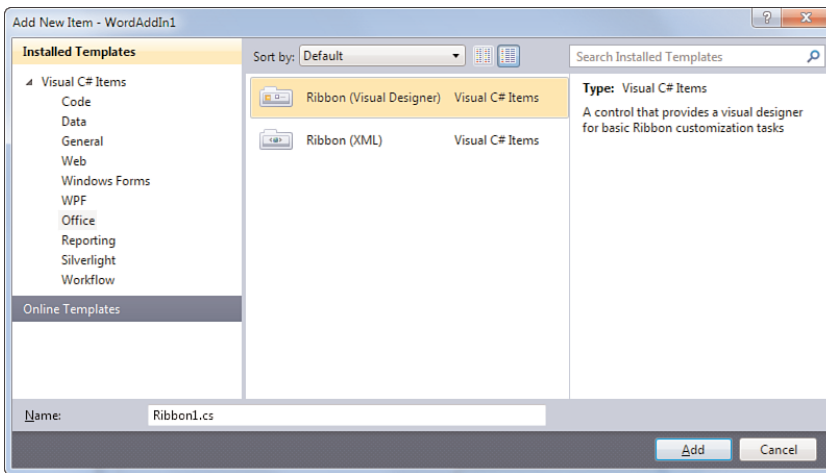 Add New Item - WordAddIn1
Installed Templates
Visual C# Items
Code
Data
General
Web
Windows Forms
WPF
Office
Reporting
Silverlight
Workflow
Online Templates
Sort by: Default
Search Installed Templates
Ribbon (Visual Designer) Visual C# Items
Ribbon (XML) Visual C# Items
Type: Visual C# Items
A control that provides a visual designer
for basic Ribbon customization tasks
Name: Ribbon1.cs
Add Cancel